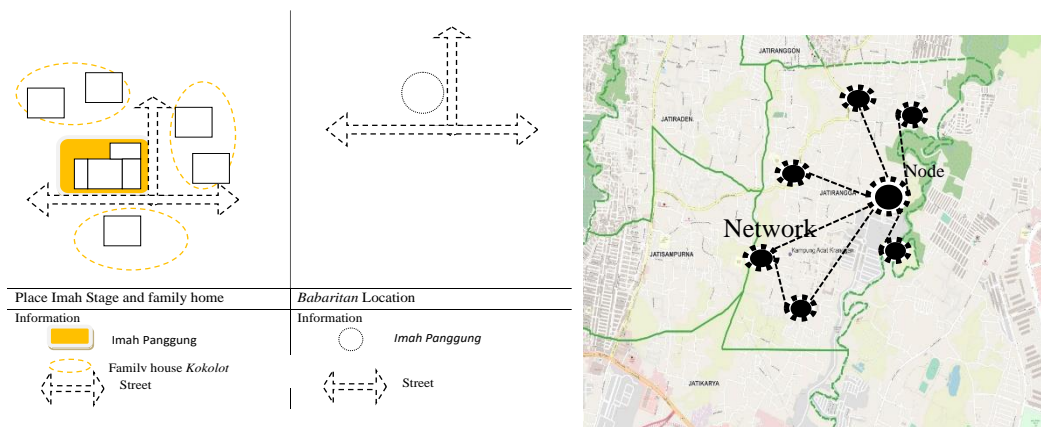 Place Imah Stage and family home
Information
Imah Panggung
Family house Kokolot
Street
Babaritan Location
Information
Imah Panggung
Street
JATIRANGGON
JATIRADEN
Node
JATIRANGGA
Network
Kampung Adat Kranggan
JATISAMPURNA
JATIKARYA